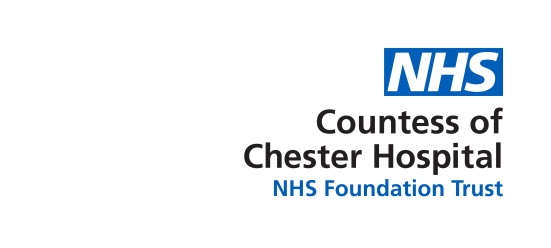 NHS
Countess of
Chester Hospital
NHS Foundation Trust